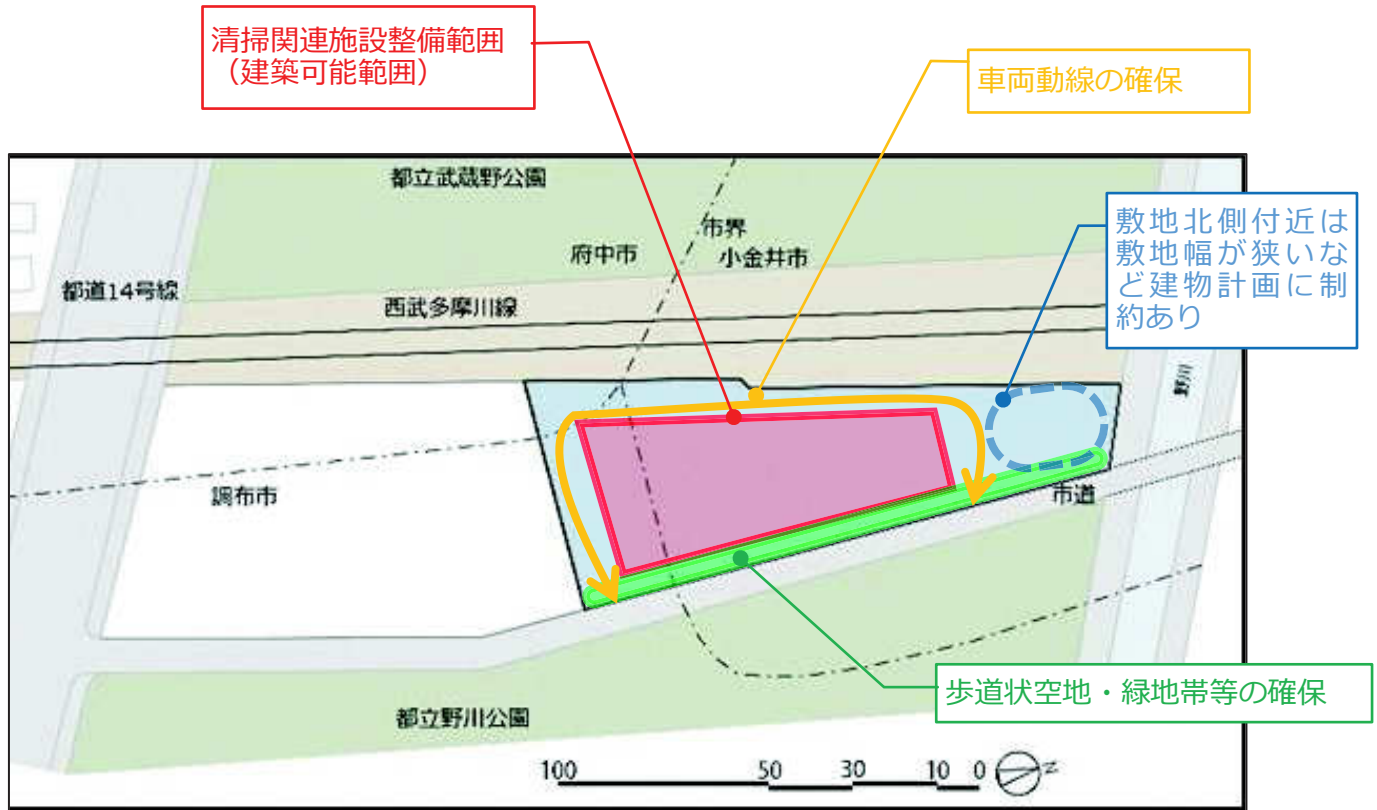 清掃関連施設整備範囲
（建築可能範囲）
車両動線の確保
都立武蔵野公園
敷地北側付近は
敷地幅が狭いな
ど建物計画に制
約あり
市界
府中市
小金井市
都道14号線
西武多摩川線
野川
調布市
市道
歩道状空地・緑地帯等の確保
都立野川公園
100 50 30 10 0 Z